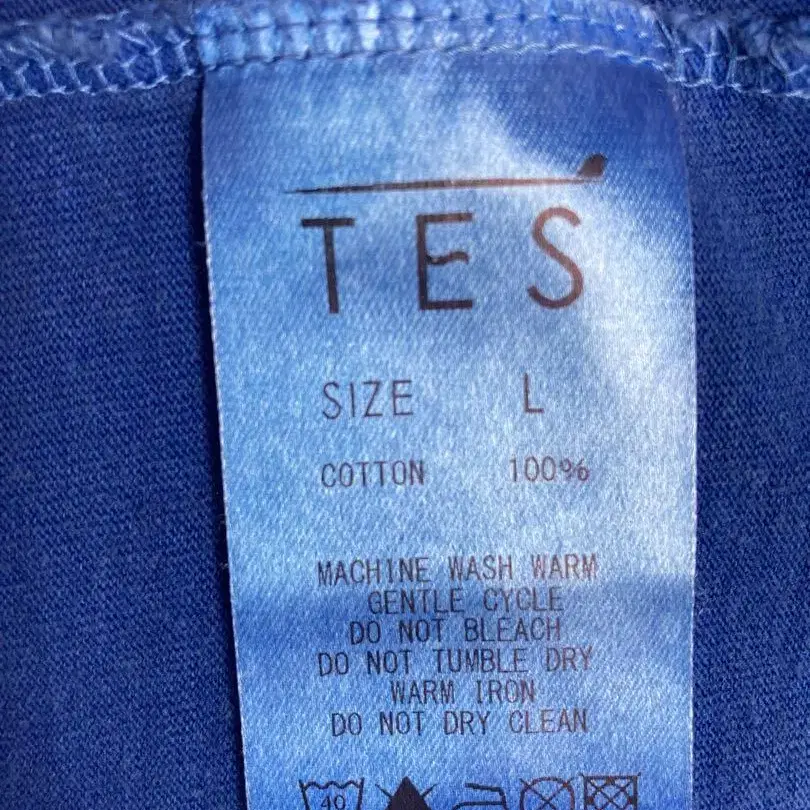 TES
SIZE L
COTTON 100%
MACHINE WASH WARM
GENTLE CYCLE
DO NOT BLEACH
DO NOT TUMBLE DRY
WARM IRON
DO NOT DRY CLEAN
40